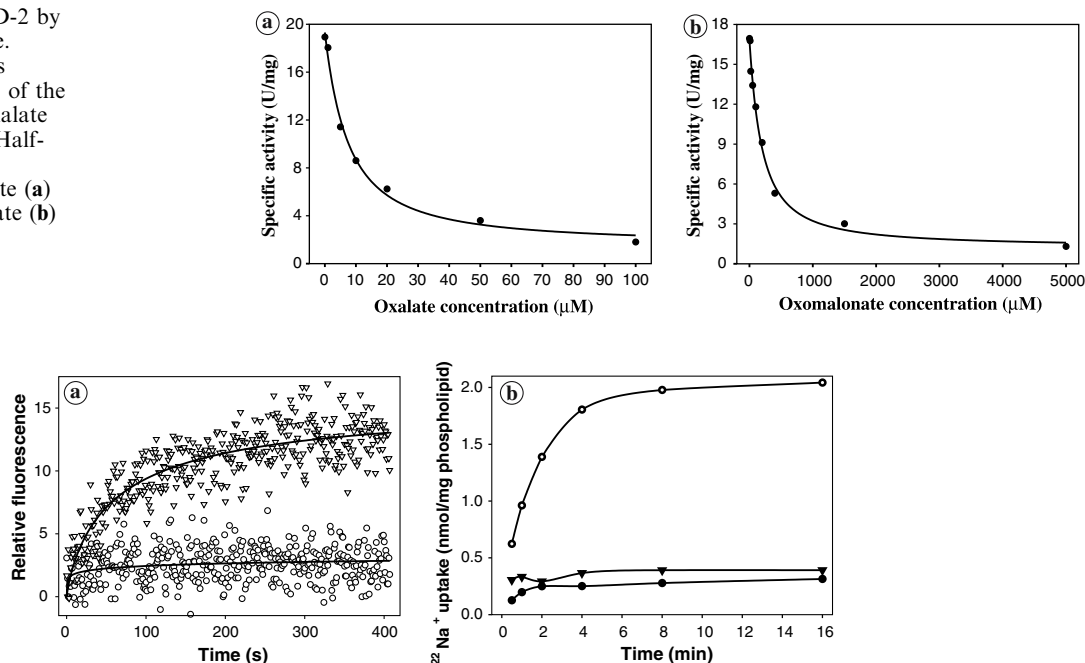 D-2 by
e.
s
of the
alate
Half-
te (a)
ate (b)
a
20
16
12
8
4
0
Specific activity (U/mg)
0 10 20 30 40 50 60 70 80 90 100
Oxalate concentration (μM)
b
18
15
12
9
6
3
0
Specific activity (U/mg)
0 1000 2000 3000 4000 5000
Oxomalonate concentration (μM)
a
15
10
5
0
Relative fluorescence
0 100 200 300 400
Time (s)
b
2.0
1.5
1.0
0.5
0.0
²²Na⁺ uptake (nmol/mg phospholipid)
0 2 4 6 8 10 12 14 16
Time (min)